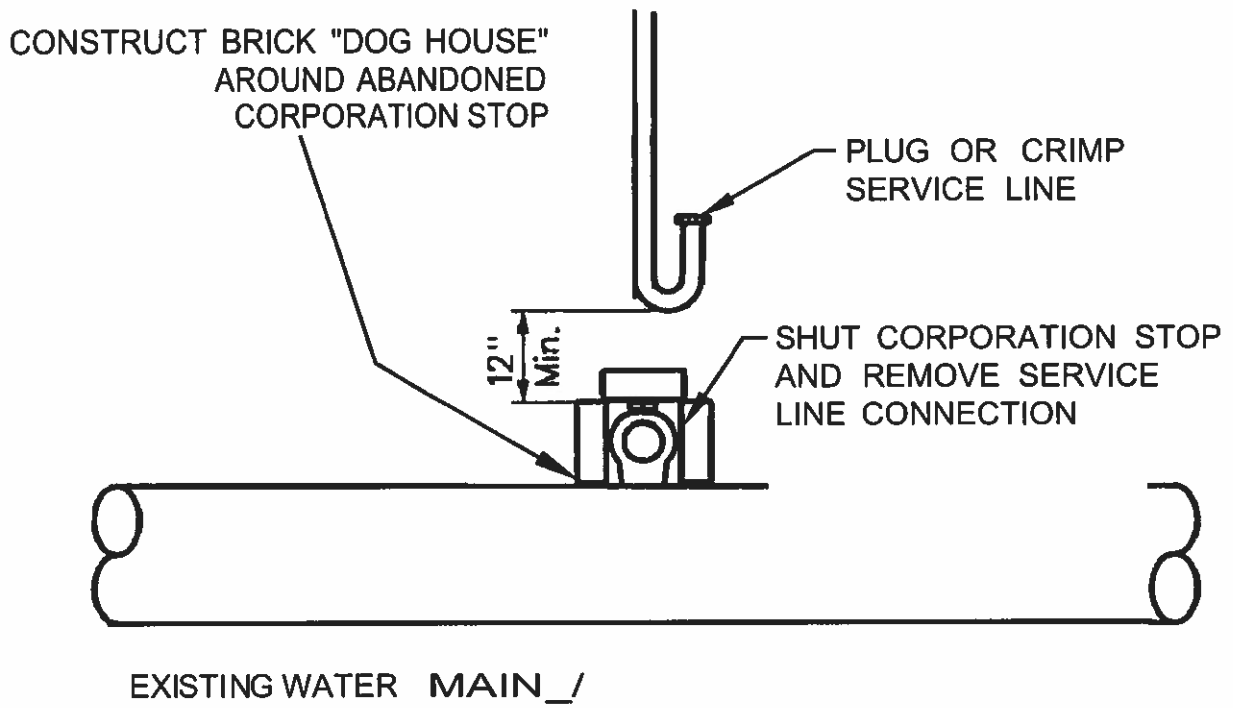 CONSTRUCT BRICK "DOG HOUSE"
AROUND ABANDONED
CORPORATION STOP
PLUG OR CRIMP
SERVICE LINE
12"
Min.
SHUT CORPORATION STOP
AND REMOVE SERVICE
LINE CONNECTION
EXISTING WATER MAIN_/